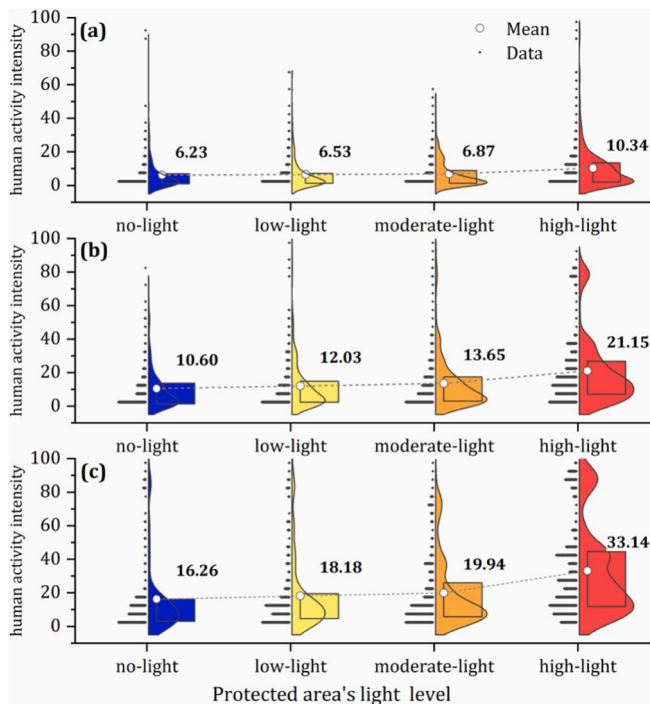 (a)
Mean
Data
human activity intensity
100
80
60
40
20
0
6.23
6.53
6.87
10.34
no-light
low-light
moderate-light
high-light
(b)
human activity intensity
100
80
60
40
20
0
10.60
12.03
13.65
21.15
no-light
low-light
moderate-light
high-light
(c)
human activity intensity
100
80
60
40
20
0
16.26
18.18
19.94
33.14
no-light
low-light
moderate-light
high-light
Protected area's light level